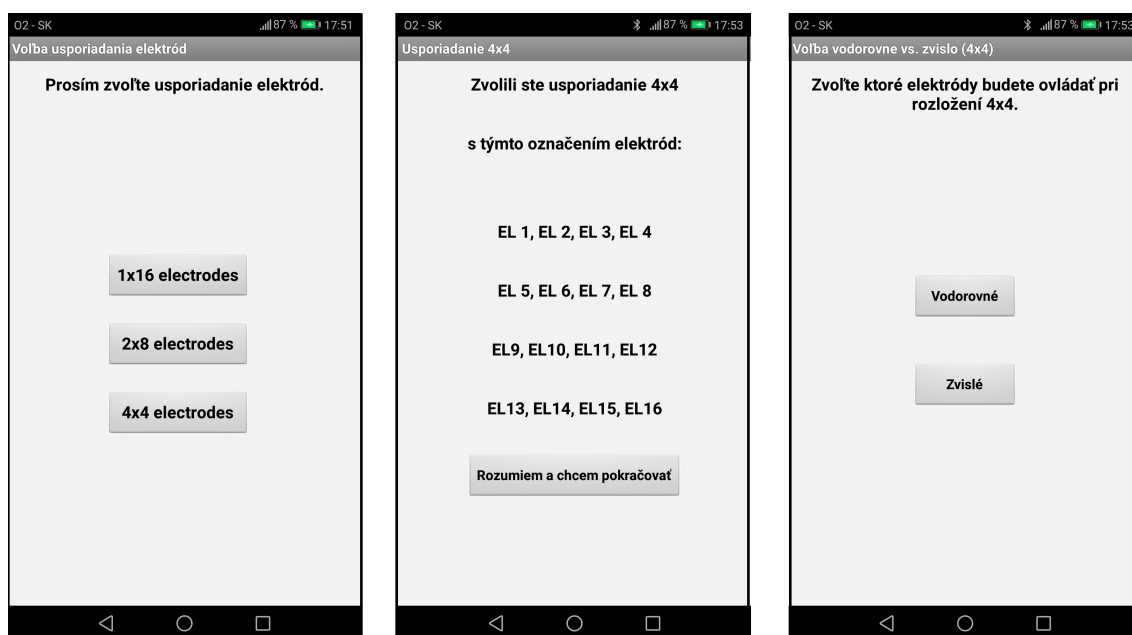 O2 - SK 87 % 17:51
Voľba usporiadania elektród
Prosím zvoľte usporiadanie elektród.
1x16 electrodes
2x8 electrodes
4x4 electrodes
O2 - SK 87 % 17:53
Usporiadanie 4x4
Zvolili ste usporiadanie 4x4
s týmto označením elektród:
EL 1, EL 2, EL 3, EL 4
EL 5, EL 6, EL 7, EL 8
EL9, EL10, EL11, EL12
EL13, EL14, EL15, EL16
Rozumiem a chcem pokračovať
O2 - SK 87 % 17:53
Voľba vodorovne vs. zvislo (4x4)
Zvoľte ktoré elektródy budete ovládať pri
rozložení 4x4.
Vodorovné
Zvislé